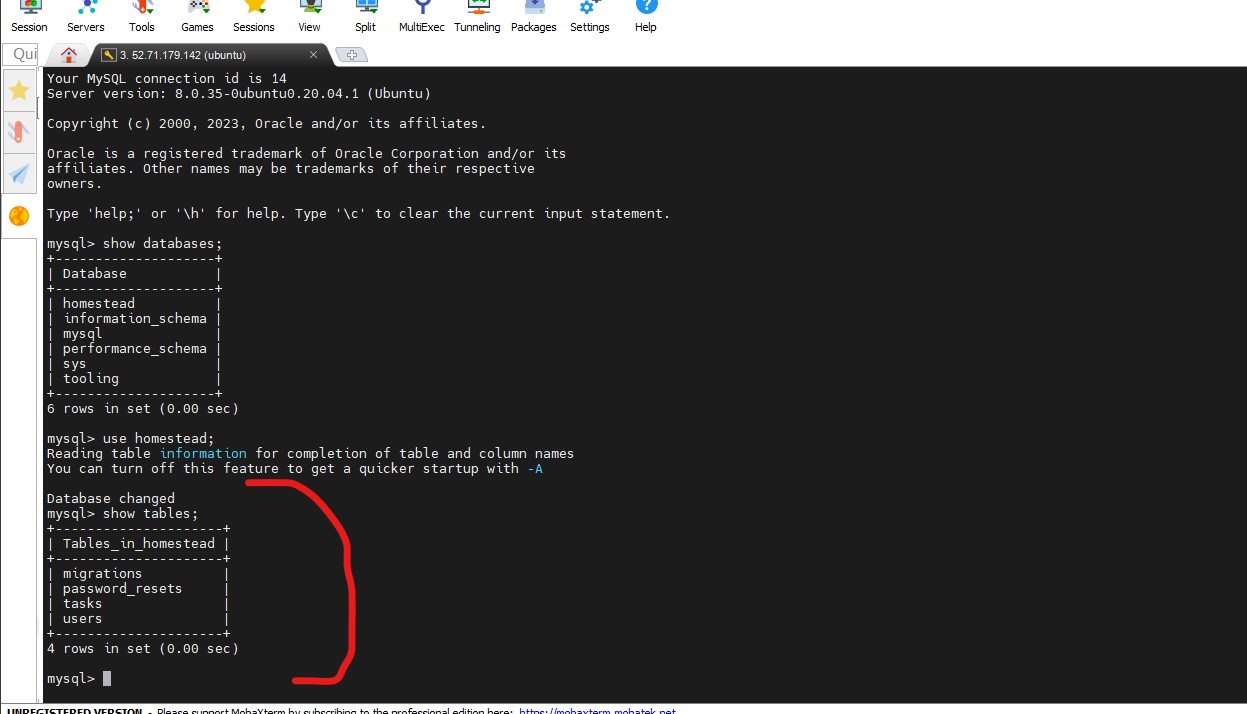 Session Servers Tools Games Sessions View Split MultiExec Tunneling Packages Settings Help
Qui 3. 52.71.179.142 (ubuntu)
Your MySQL connection id is 14
Server version: 8.0.35-0ubuntu0.20.04.1 (Ubuntu)
Copyright (c) 2000, 2023, Oracle and/or its affiliates.
Oracle is a registered trademark of Oracle Corporation and/or its
affiliates. Other names may be trademarks of their respective
owners.
Type 'help;' or '\h' for help. Type '\c' to clear the current input statement.
mysql> show databases;
+--------------------+
| Database           |
+--------------------+
| homestead          |
| information_schema |
| mysql              |
| performance_schema |
| sys                |
| tooling            |
+--------------------+
6 rows in set (0.00 sec)
mysql> use homestead;
Reading table information for completion of table and column names
You can turn off this feature to get a quicker startup with -A
Database changed
mysql> show tables;
+---------------------+
| Tables_in_homestead |
+---------------------+
| migrations          |
| password_resets     |
| tasks               |
| users               |
+---------------------+
4 rows in set (0.00 sec)
mysql>
UNREGISTERED VERSION - Please support MobaXterm by subscribing to the professional edition here: https://mobaxterm.mobatek.net